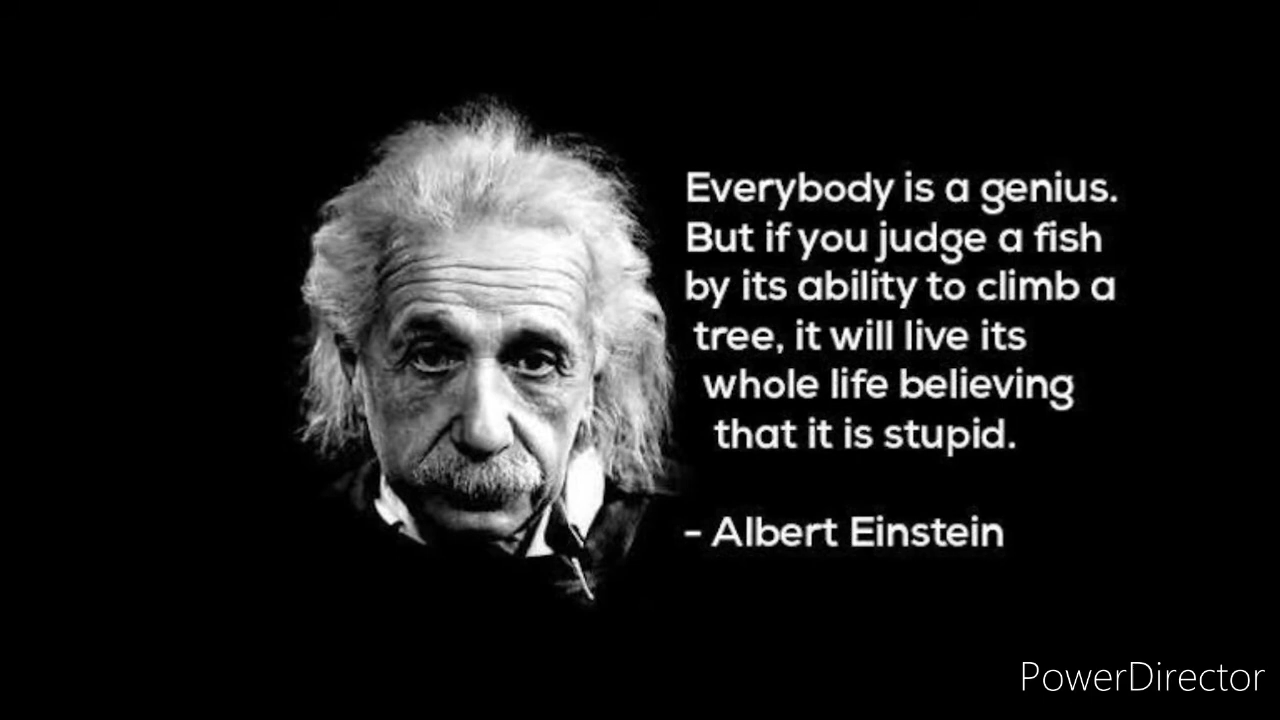 Everybody is a genius.
But if you judge a fish
by its ability to climb a
tree, it will live its
whole life believing
that it is stupid.
- Albert Einstein
PowerDirector